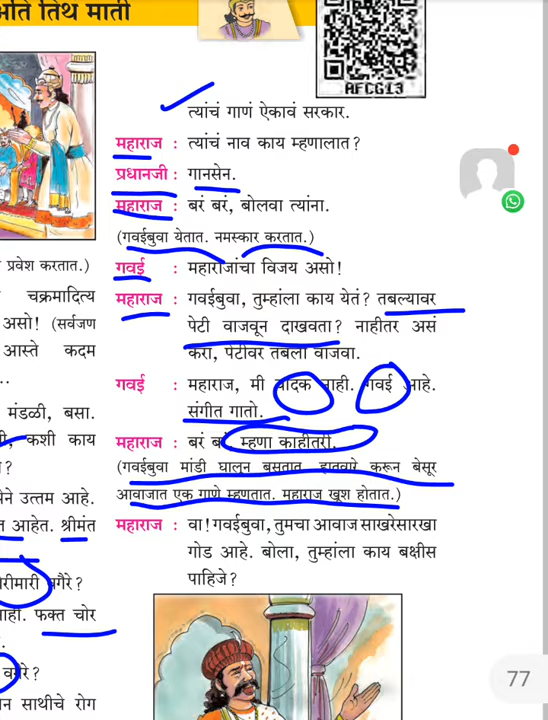 अति तिथ माती
AFCG13
त्यांचं गाणं ऐकावं सरकार.
महाराज : त्यांचं नाव काय म्हणालात?
प्रधानजी : गानसेन.
महाराज : बरं बरं, बोलवा त्यांना.
(गवईबुवा येतात. नमस्कार करतात.)
गवई : महाराजांचा विजय असो!
महाराज : गवईबुवा, तुम्हांला काय येतं? तबल्यावर
पेटी वाजवून दाखवता? नाहीतर असं
करा, पेटीवर तबला वाजवा.
गवई : महाराज, मी वादक नाही. गवई आहे.
संगीत गातो.
महाराज : बरं बरं, म्हणा काहीतरी.
(गवईबुवा मांडी घालून बसतात. हातवारे करून बेसूर
आवाजात एक गाणे म्हणतात. महाराज खूश होतात.)
महाराज : वा! गवईबुवा, तुमचा आवाज साखरेसारखा
गोड आहे. बोला, तुम्हांला काय बक्षीस
पाहिजे?
प्रवेश करतात.)
चक्रमादित्य
असो! (सर्वजण
आस्ते कदम
मंडळी, बसा.
कशी काय
?
उत्तम आहे.
आहेत. श्रीमंत
वगैरे?
फक्त चोर
वगैरे?
साथीचे रोग
77